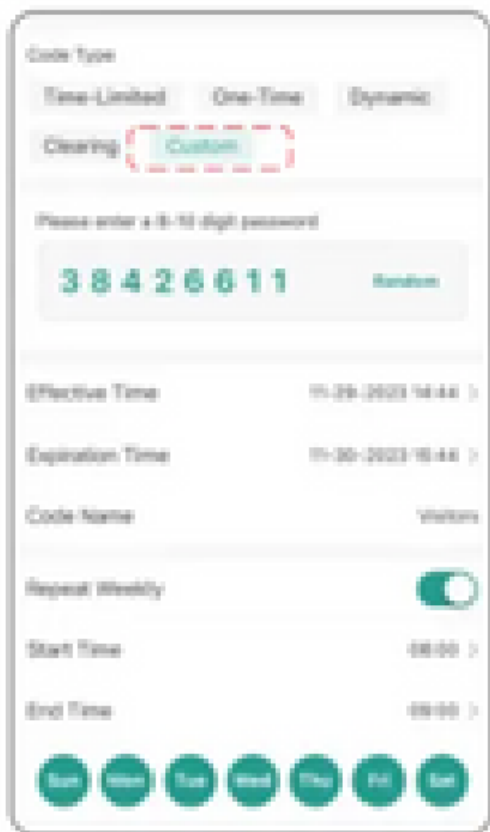 Code Type
Time-Limited One-Time Dynamic
Clearing Custom
Please enter a 8-10 digit password
38426611 Random
Effective Time 11-29-2023 14:44 >
Expiration Time 11-30-2023 15:44 >
Code Name Visitors
Repeat Weekly
Start Time 08:00 >
End Time 09:00 >
Sun Mon Tue Wed Thu Fri Sat